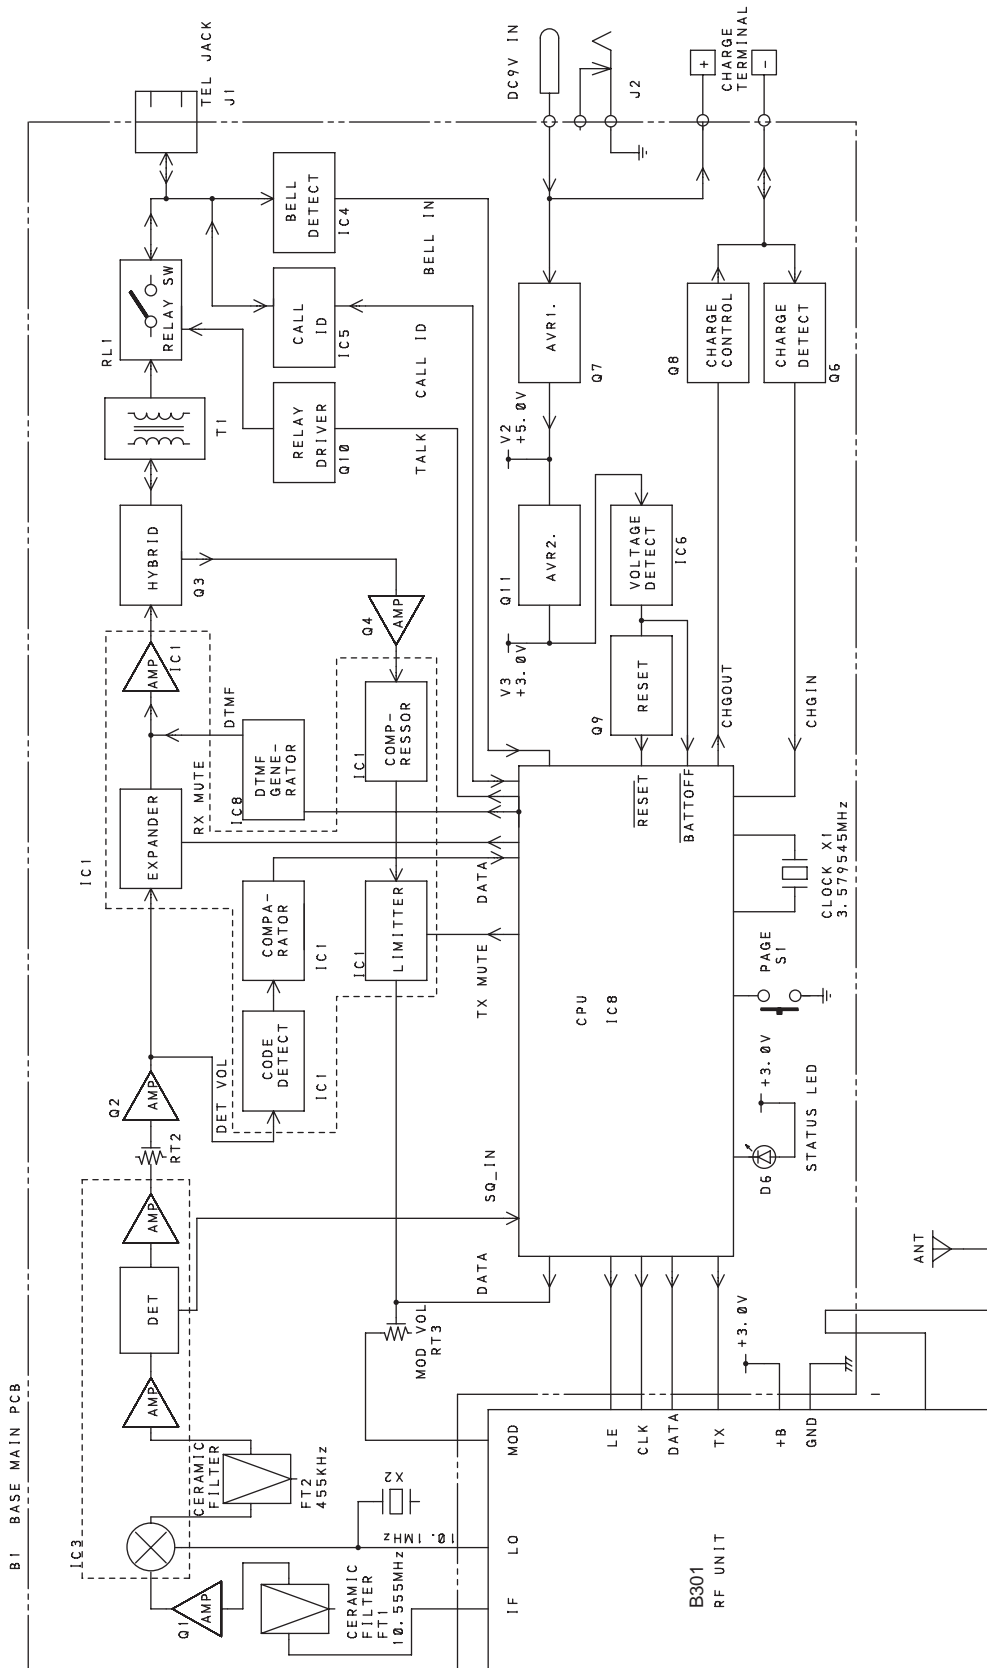 B1 BASE MAIN PCB
IC3
Q1
AMP
CERAMIC
FILTER
FT1
10.555MHz
CERAMIC
FILTER
FT2
455KHz
X2
10.1MHz
AMP
DET
AMP
RT2
Q2
AMP
DET VOL
CODE
DETECT
IC1
COMPA-
RATOR
IC1
IC1
EXPANDER
RX MUTE
IC8
DTMF
GENE-
RATOR
DTMF
AMP
IC1
HYBRID
Q3
T1
RL1
RELAY SW
TEL JACK
J1
BELL
DETECT
IC4
CALL
ID
IC5
RELAY
DRIVER
Q10
BELL IN
CALL ID
TALK
Q4
AMP
IC1
COMP-
RESSOR
IC1
LIMITTER
TX MUTE
DATA
SQ_IN
DATA
MOD VOL
RT3
DC9V IN
J2
+
-
CHARGE
TERMINAL
AVR1.
Q7
V2
+5.0V
Q11
AVR2.
V3
+3.0V
VOLTAGE
DETECT
IC6
Q9
RESET
RESET
BATTOFF
Q8
CHARGE
CONTROL
CHARGE
DETECT
Q6
CHGOUT
CHGIN
CPU
IC8
CLOCK X1
3.579545MHz
PAGE
S1
+3.0V
D6
STATUS LED
ANT
+3.0V
IF
LO
MOD
LE
CLK
DATA
TX
+B
GND
B301
RF UNIT